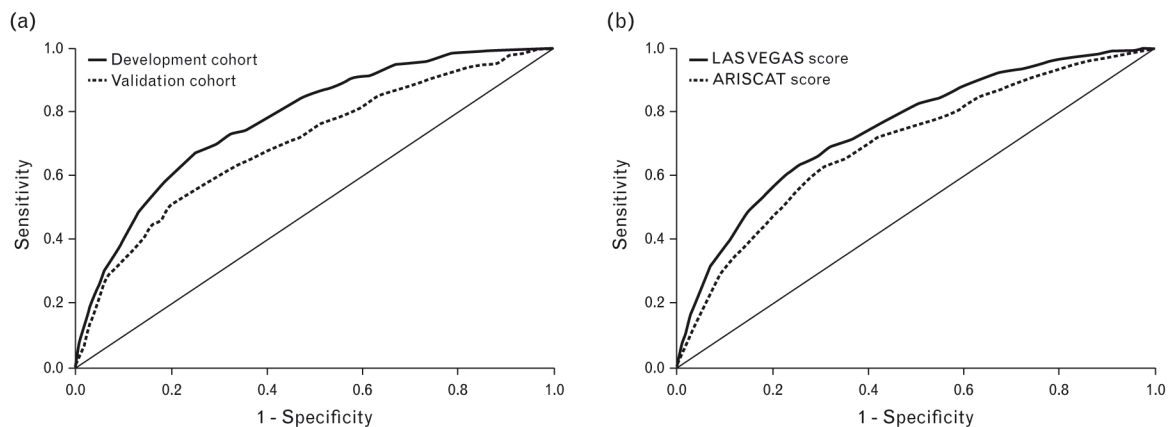 (a)
1.0
0.8
0.6
0.4
0.2
0.0
Sensitivity
Development cohort
Validation cohort
0.0 0.2 0.4 0.6 0.8 1.0
1 - Specificity
(b)
1.0
0.8
0.6
0.4
0.2
0.0
Sensitivity
LAS VEGAS score
ARISCAT score
0.0 0.2 0.4 0.6 0.8 1.0
1 - Specificity